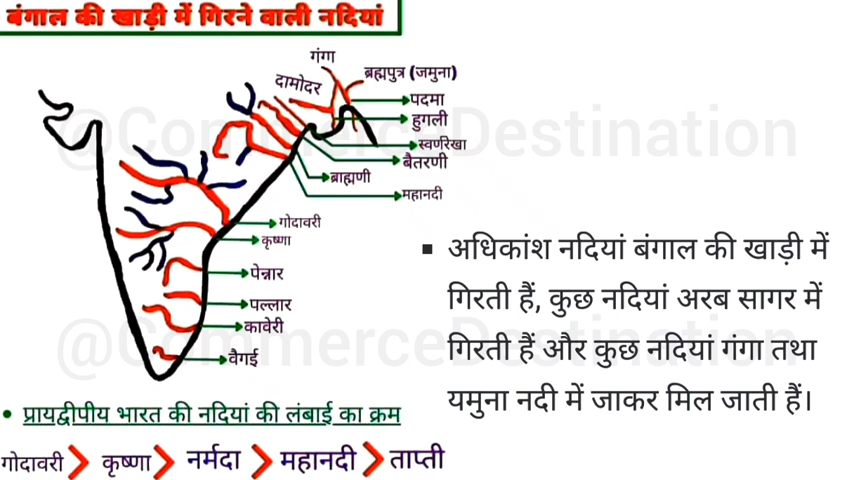 बंगाल की खाड़ी में गिरने वाली नदियां
गंगा
ब्रह्मपुत्र (जमुना)
दामोदर
पदमा
हुगली
स्वर्णरेखा
बैतरणी
ब्राह्मणी
महानदी
गोदावरी
कृष्णा
पेन्नार
पल्लार
कावेरी
वैगई
@CommerceDestination
▪ अधिकांश नदियां बंगाल की खाड़ी में
गिरती हैं, कुछ नदियां अरब सागर में
गिरती हैं और कुछ नदियां गंगा तथा
यमुना नदी में जाकर मिल जाती हैं।
@CommerceDestination
• प्रायद्वीपीय भारत की नदियां की लंबाई का क्रम
गोदावरी > कृष्णा > नर्मदा > महानदी > ताप्ती